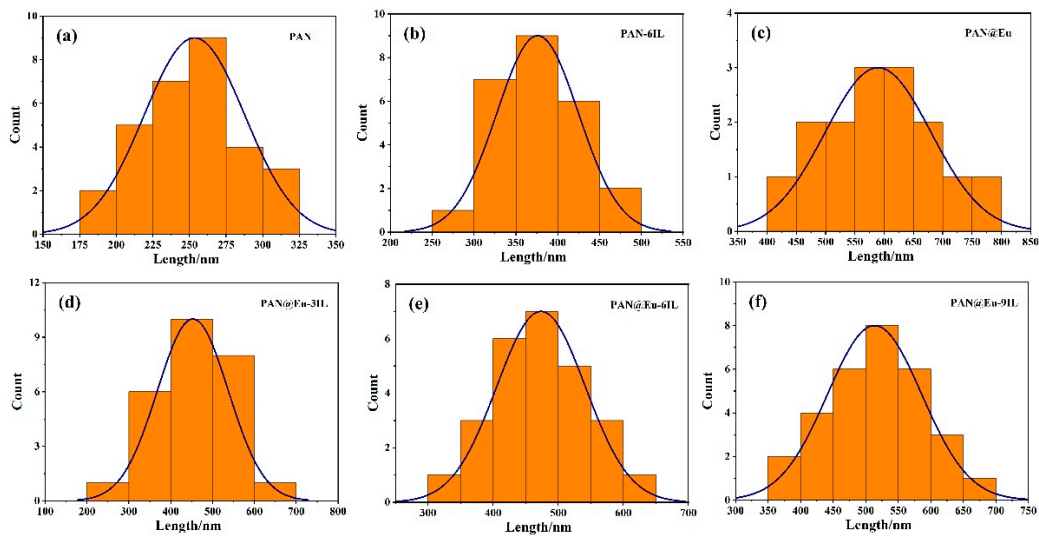 (a) PAN
Count
10
8
6
4
2
0
150 200 225 250 275 300 325 350
Length/nm
(b) PAN-6IL
Count
10
8
6
4
2
0
200 250 300 350 400 450 500 550
Length/nm
(c) PAN@Eu
Count
4
3
2
1
0
350 400 450 500 550 600 650 700 750 800 850
Length/nm
(d) PAN@Eu-3IL
Count
12
9
6
3
0
100 200 300 400 500 600 700 800
Length/nm
(e) PAN@Eu-6IL
Count
8
6
4
2
0
300 400 500 600 700
Length/nm
(f) PAN@Eu-9IL
Count
10
8
6
4
2
0
300 350 400 450 500 550 600 650 700 750
Length/nm